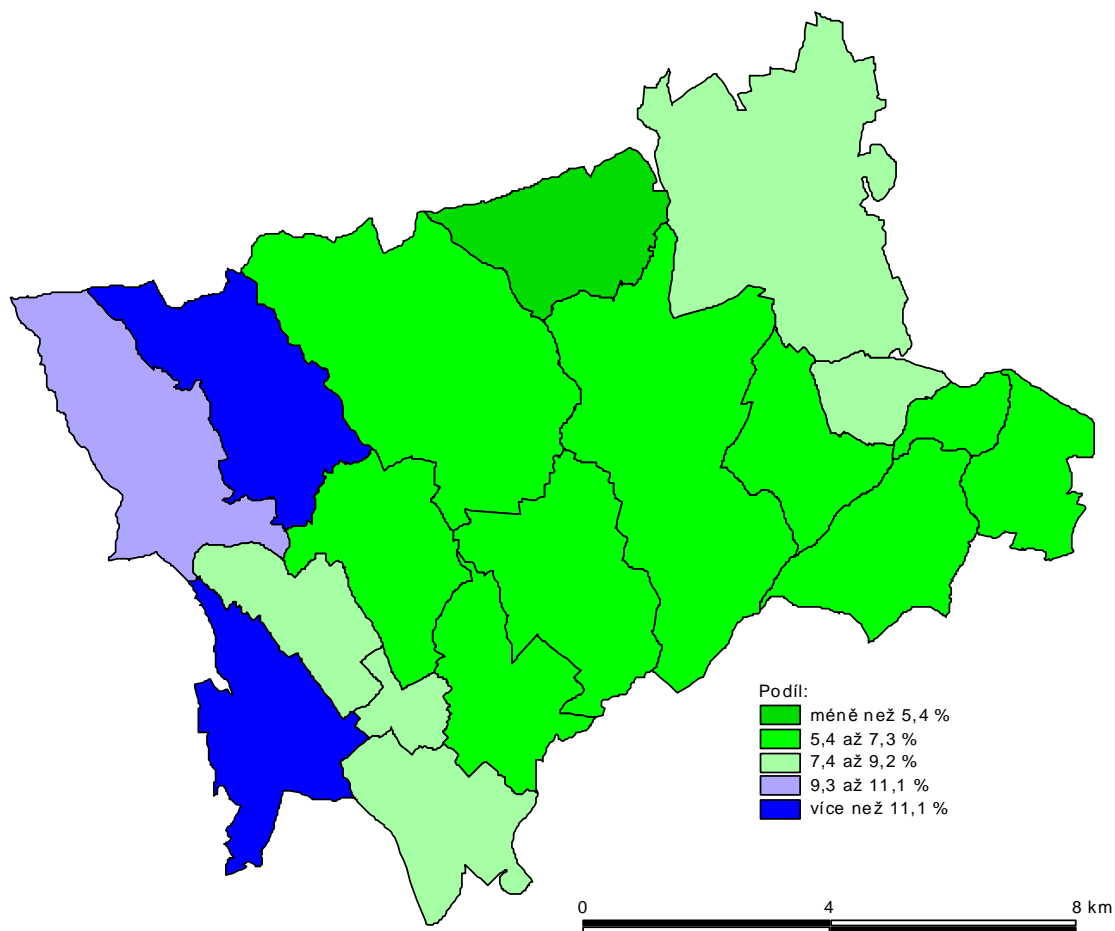 Podíl:
méně než 5,4 %
5,4 až 7,3 %
7,4 až 9,2 %
9,3 až 11,1 %
více než 11,1 %
0 4 8 km